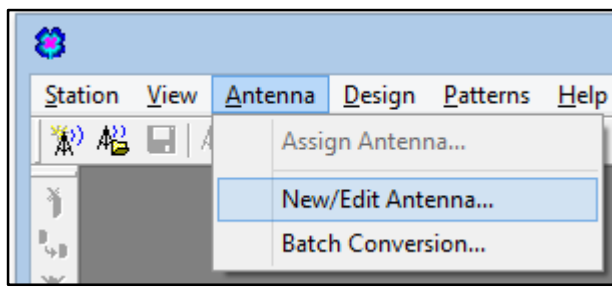 Station View Antenna Design Patterns Help
Assign Antenna...
New/Edit Antenna...
Batch Conversion...